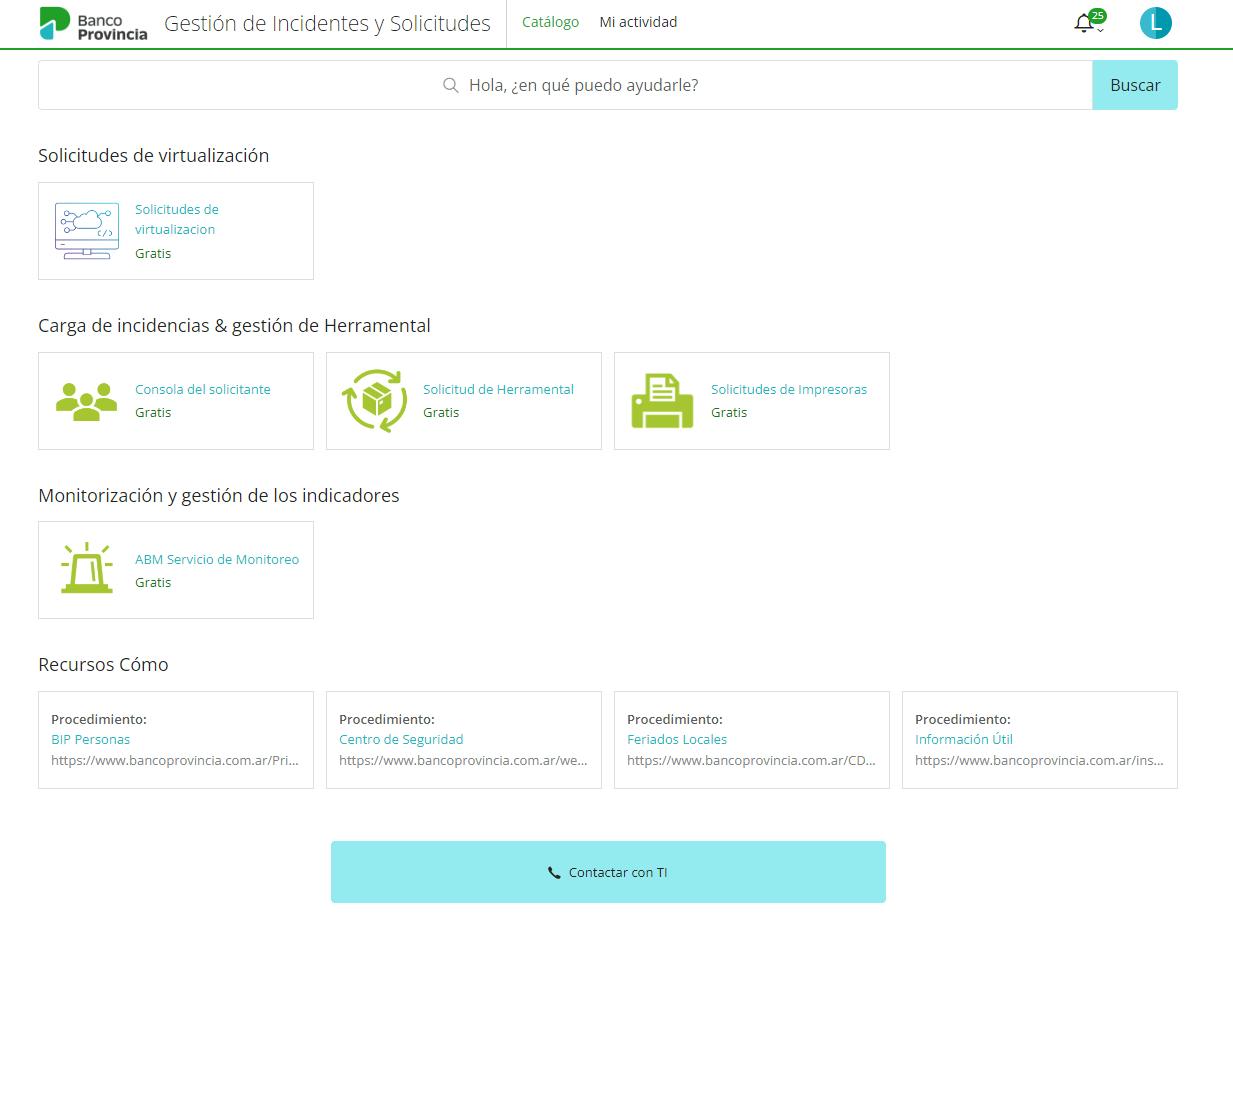 Banco
Provincia
Gestión de Incidentes y Solicitudes
Catálogo
Mi actividad
25
L
Hola, ¿en qué puedo ayudarle?
Buscar
Solicitudes de virtualización
Solicitudes de
virtualizacion
Gratis
Carga de incidencias & gestión de Herramental
Consola del solicitante
Gratis
Solicitud de Herramental
Gratis
Solicitudes de Impresoras
Gratis
Monitorización y gestión de los indicadores
ABM Servicio de Monitoreo
Gratis
Recursos Cómo
Procedimiento:
BIP Personas
https://www.bancoprovincia.com.ar/Pri...
Procedimiento:
Centro de Seguridad
https://www.bancoprovincia.com.ar/we...
Procedimiento:
Feriados Locales
https://www.bancoprovincia.com.ar/CD...
Procedimiento:
Información Útil
https://www.bancoprovincia.com.ar/ins...
Contactar con TI